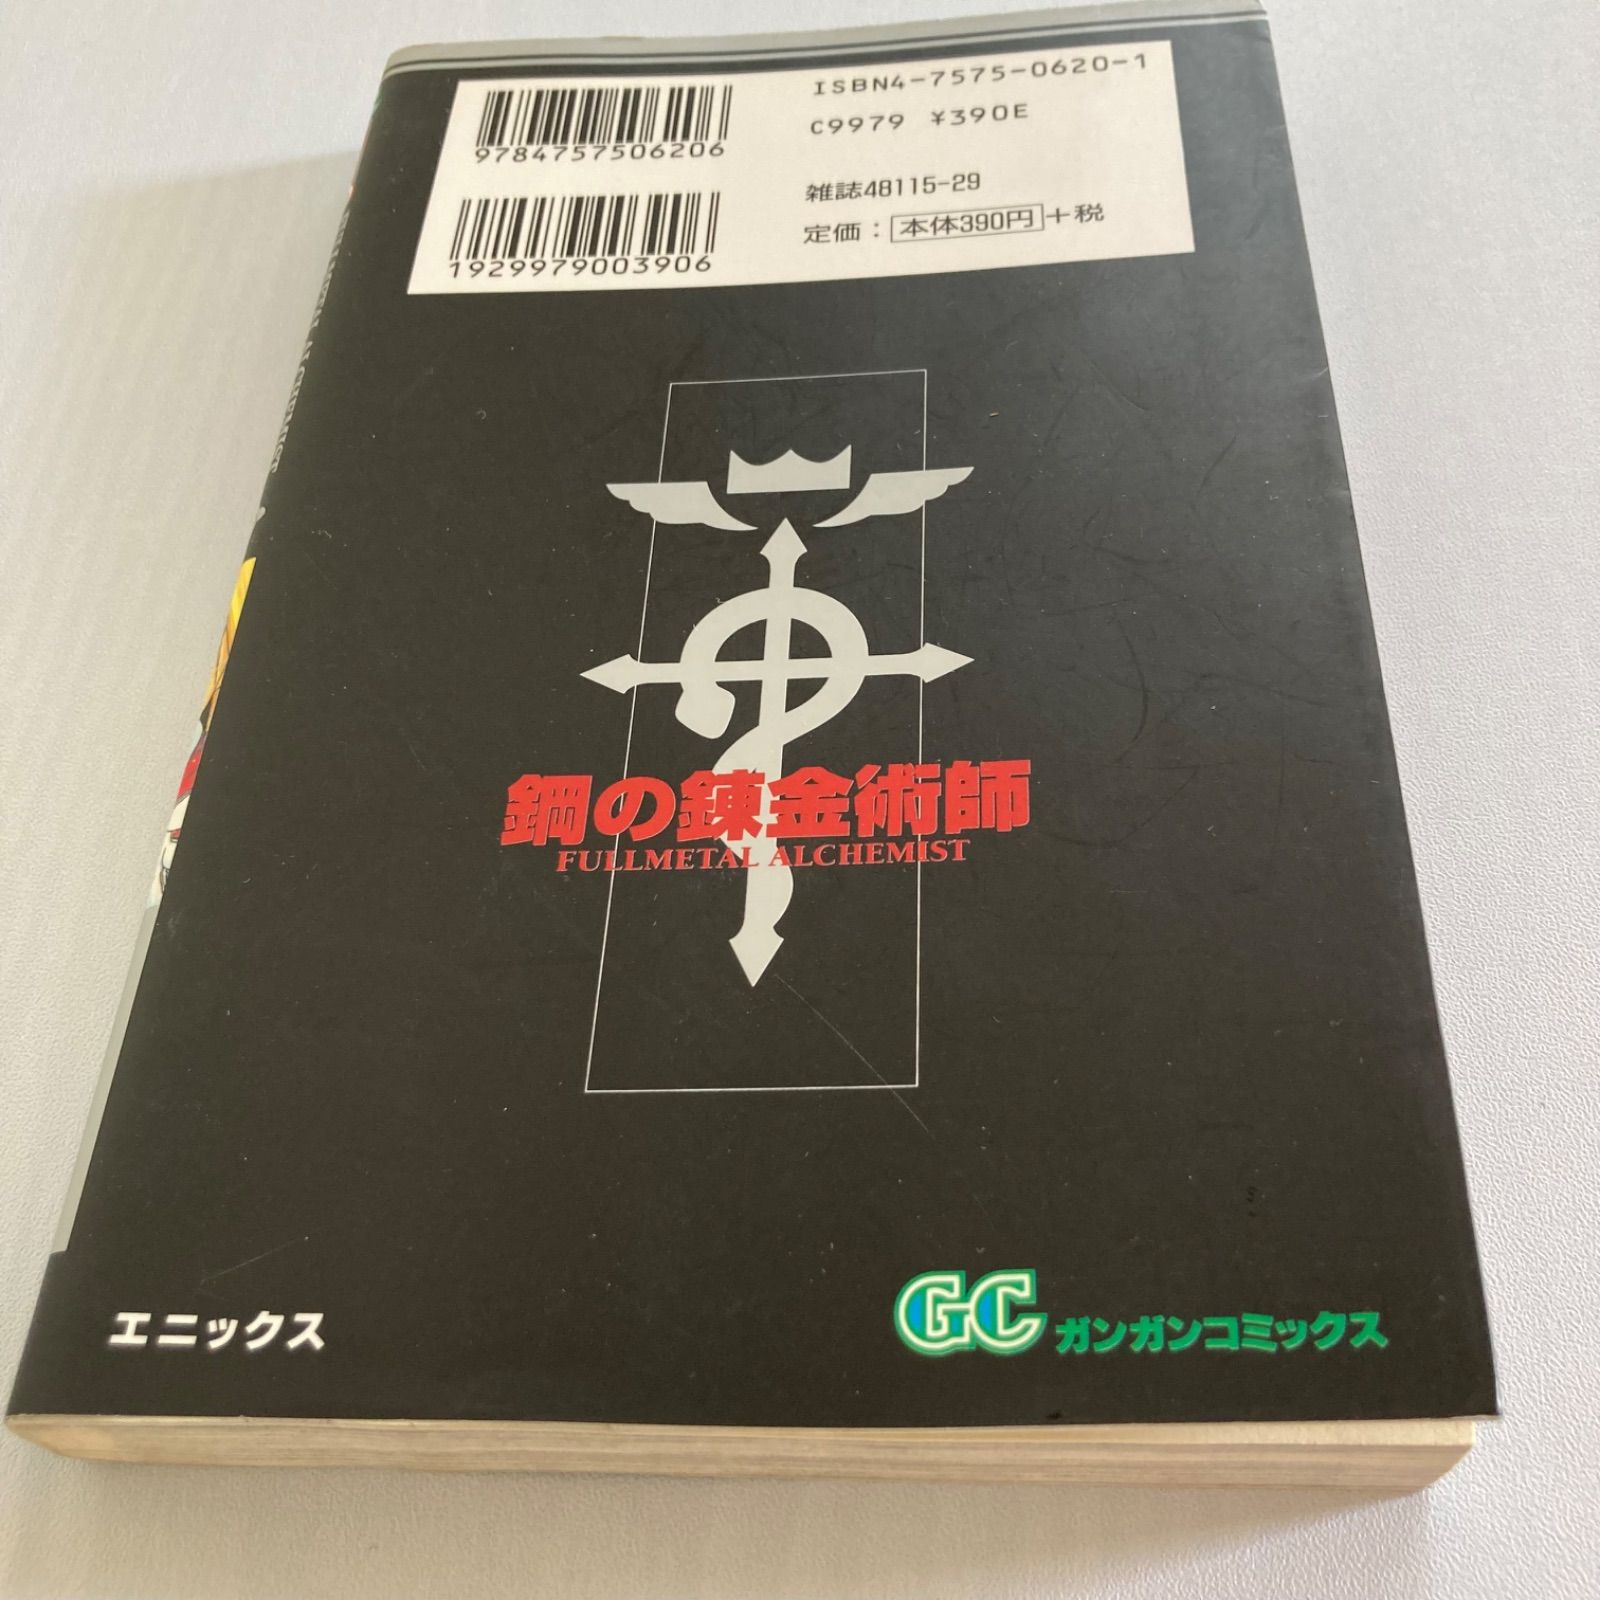 ISBN4-7575-0620-1
C9979 ¥390E
9784757506206
雑誌48115-29
定価：本体390円+税
1929979003906
FULLMETAL ALCHEMIST
鋼の錬金術師
FULLMETAL ALCHEMIST
エニックス
GC ガンガンコミックス